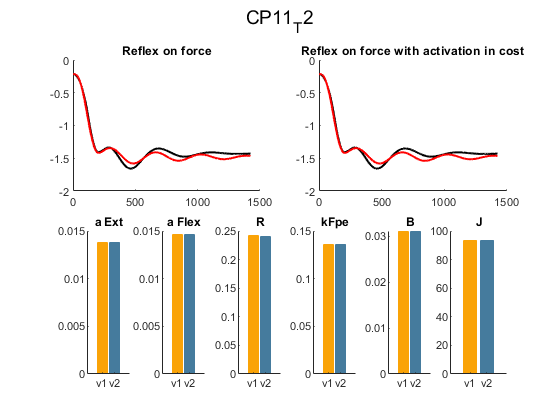 CP11_T2
Reflex on force
0
-0.5
-1
-1.5
-2
0 500 1000 1500
Reflex on force with activation in cost
0
-0.5
-1
-1.5
-2
0 500 1000 1500
a Ext
0.015
0.01
0.005
0
v1 v2
a Flex
0.015
0.01
0.005
0
v1 v2
R
0.25
0.2
0.15
0.1
0.05
0
v1 v2
kFpe
0.15
0.1
0.05
0
v1 v2
B
0.03
0.02
0.01
0
v1 v2
J
100
80
60
40
20
0
v1 v2